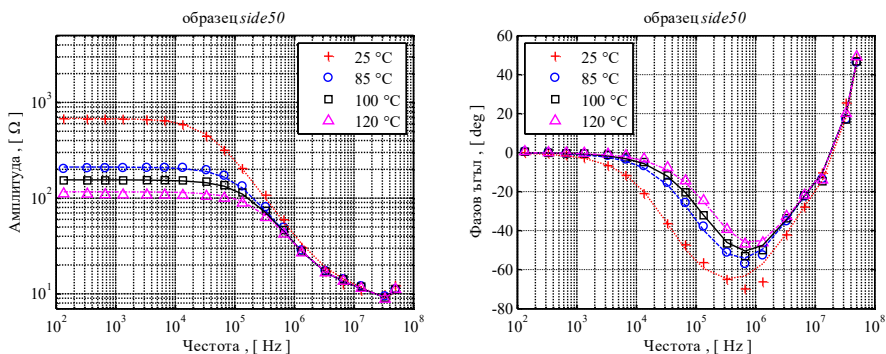 образец side50
10³
10²
10¹
Амплитуда , [ Ω ]
25 °C
85 °C
100 °C
120 °C
10² 10³ 10⁴ 10⁵ 10⁶ 10⁷ 10⁸
Честота , [ Hz ]
образец side50
60
40
20
0
-20
-40
-60
-80
Фазов ъгъл , [ deg ]
25 °C
85 °C
100 °C
120 °C
10² 10³ 10⁴ 10⁵ 10⁶ 10⁷ 10⁸
Честота , [ Hz ]